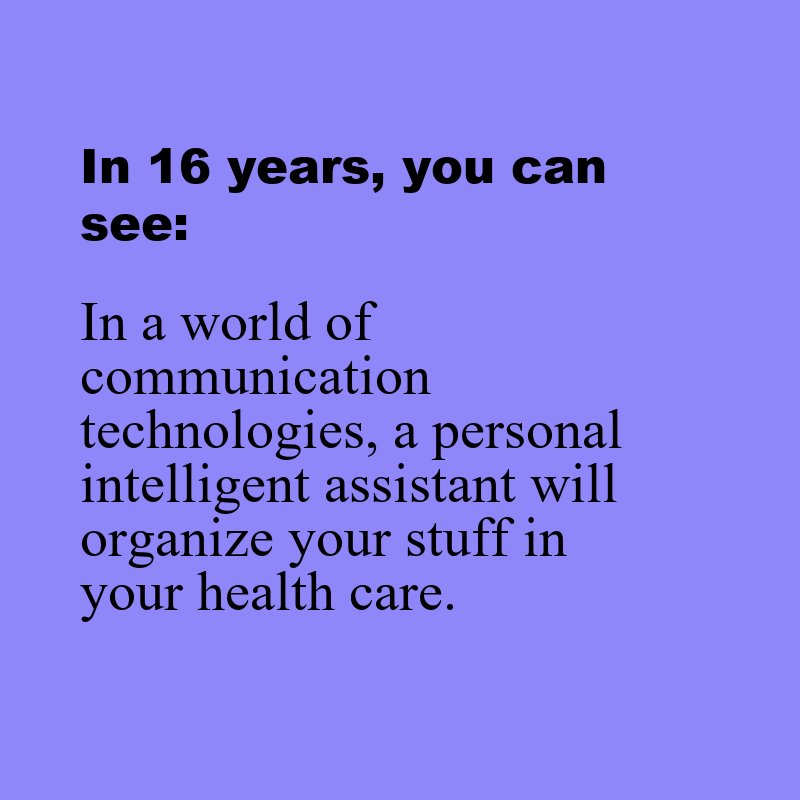 In 16 years, you can
see:
In a world of
communication
technologies, a personal
intelligent assistant will
organize your stuff in
your health care.